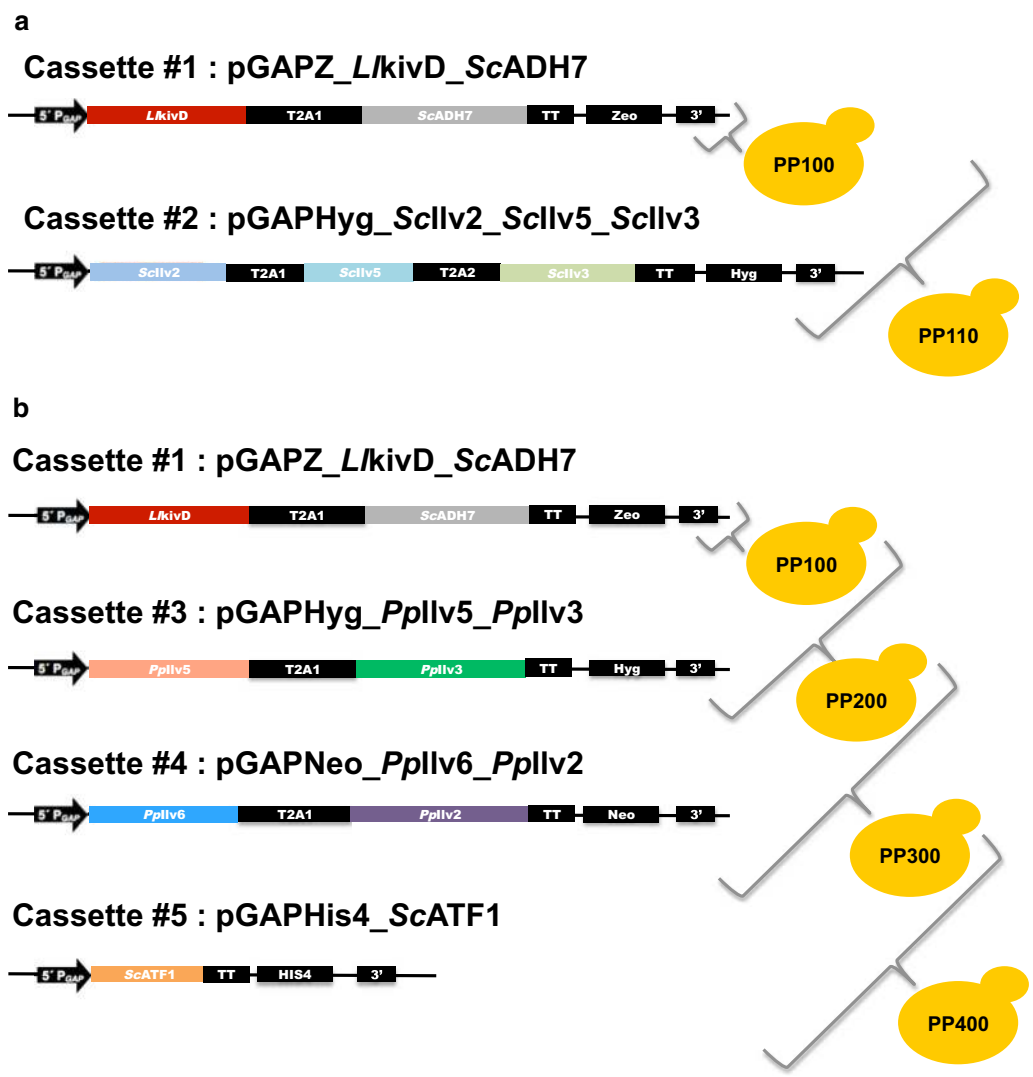 a
Cassette #1 : pGAPZ_LlkivD_ScADH7
5' PGAP LlkivD T2A1 ScADH7 TT Zeo 3'
PP100
Cassette #2 : pGAPHyg_ScIlv2_ScIlv5_ScIlv3
5' PGAP ScIlv2 T2A1 ScIlv5 T2A2 ScIlv3 TT Hyg 3'
PP110
b
Cassette #1 : pGAPZ_LlkivD_ScADH7
5' PGAP LlkivD T2A1 ScADH7 TT Zeo 3'
PP100
Cassette #3 : pGAPHyg_PpIlv5_PpIlv3
5' PGAP PpIlv5 T2A1 PpIlv3 TT Hyg 3'
PP200
Cassette #4 : pGAPNeo_PpIlv6_PpIlv2
5' PGAP PpIlv6 T2A1 PpIlv2 TT Neo 3'
PP300
Cassette #5 : pGAPHis4_ScATF1
5' PGAP ScATF1 TT HIS4 3'
PP400